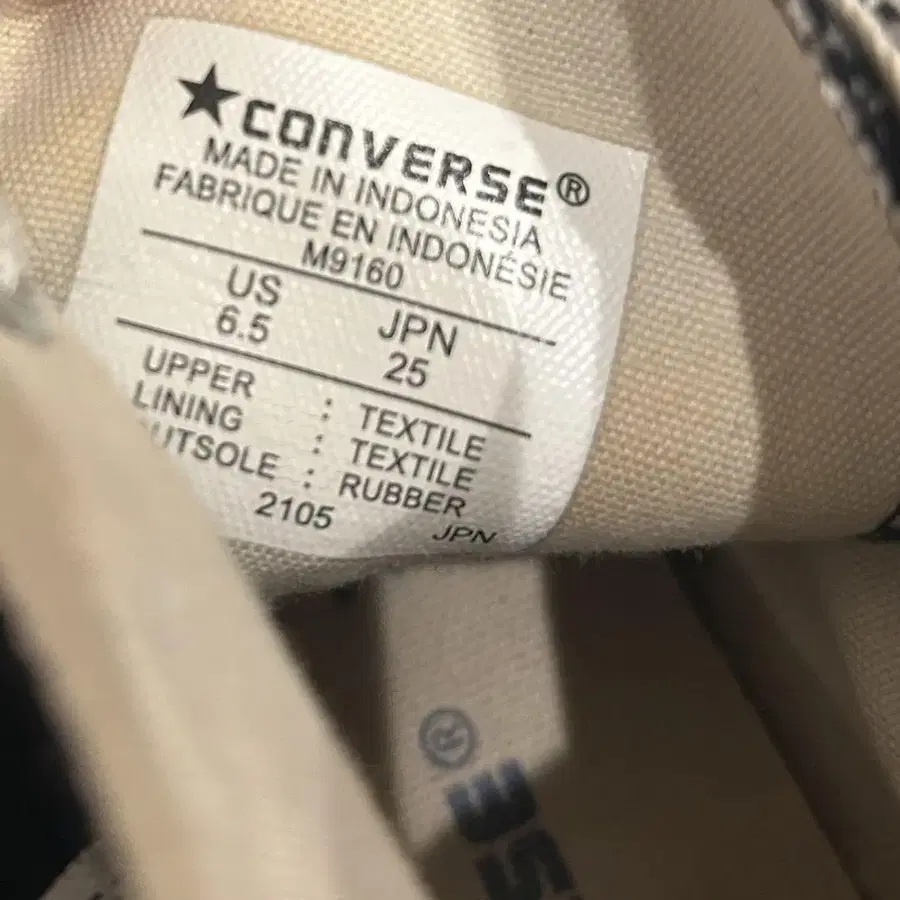 ★CONVERSE®
MADE IN INDONESIA
FABRIQUE EN INDONÉSIE
M9160
US JPN
6.5 25
UPPER : TEXTILE
LINING : TEXTILE
UTSOLE : RUBBER
2105 JPN
SE®